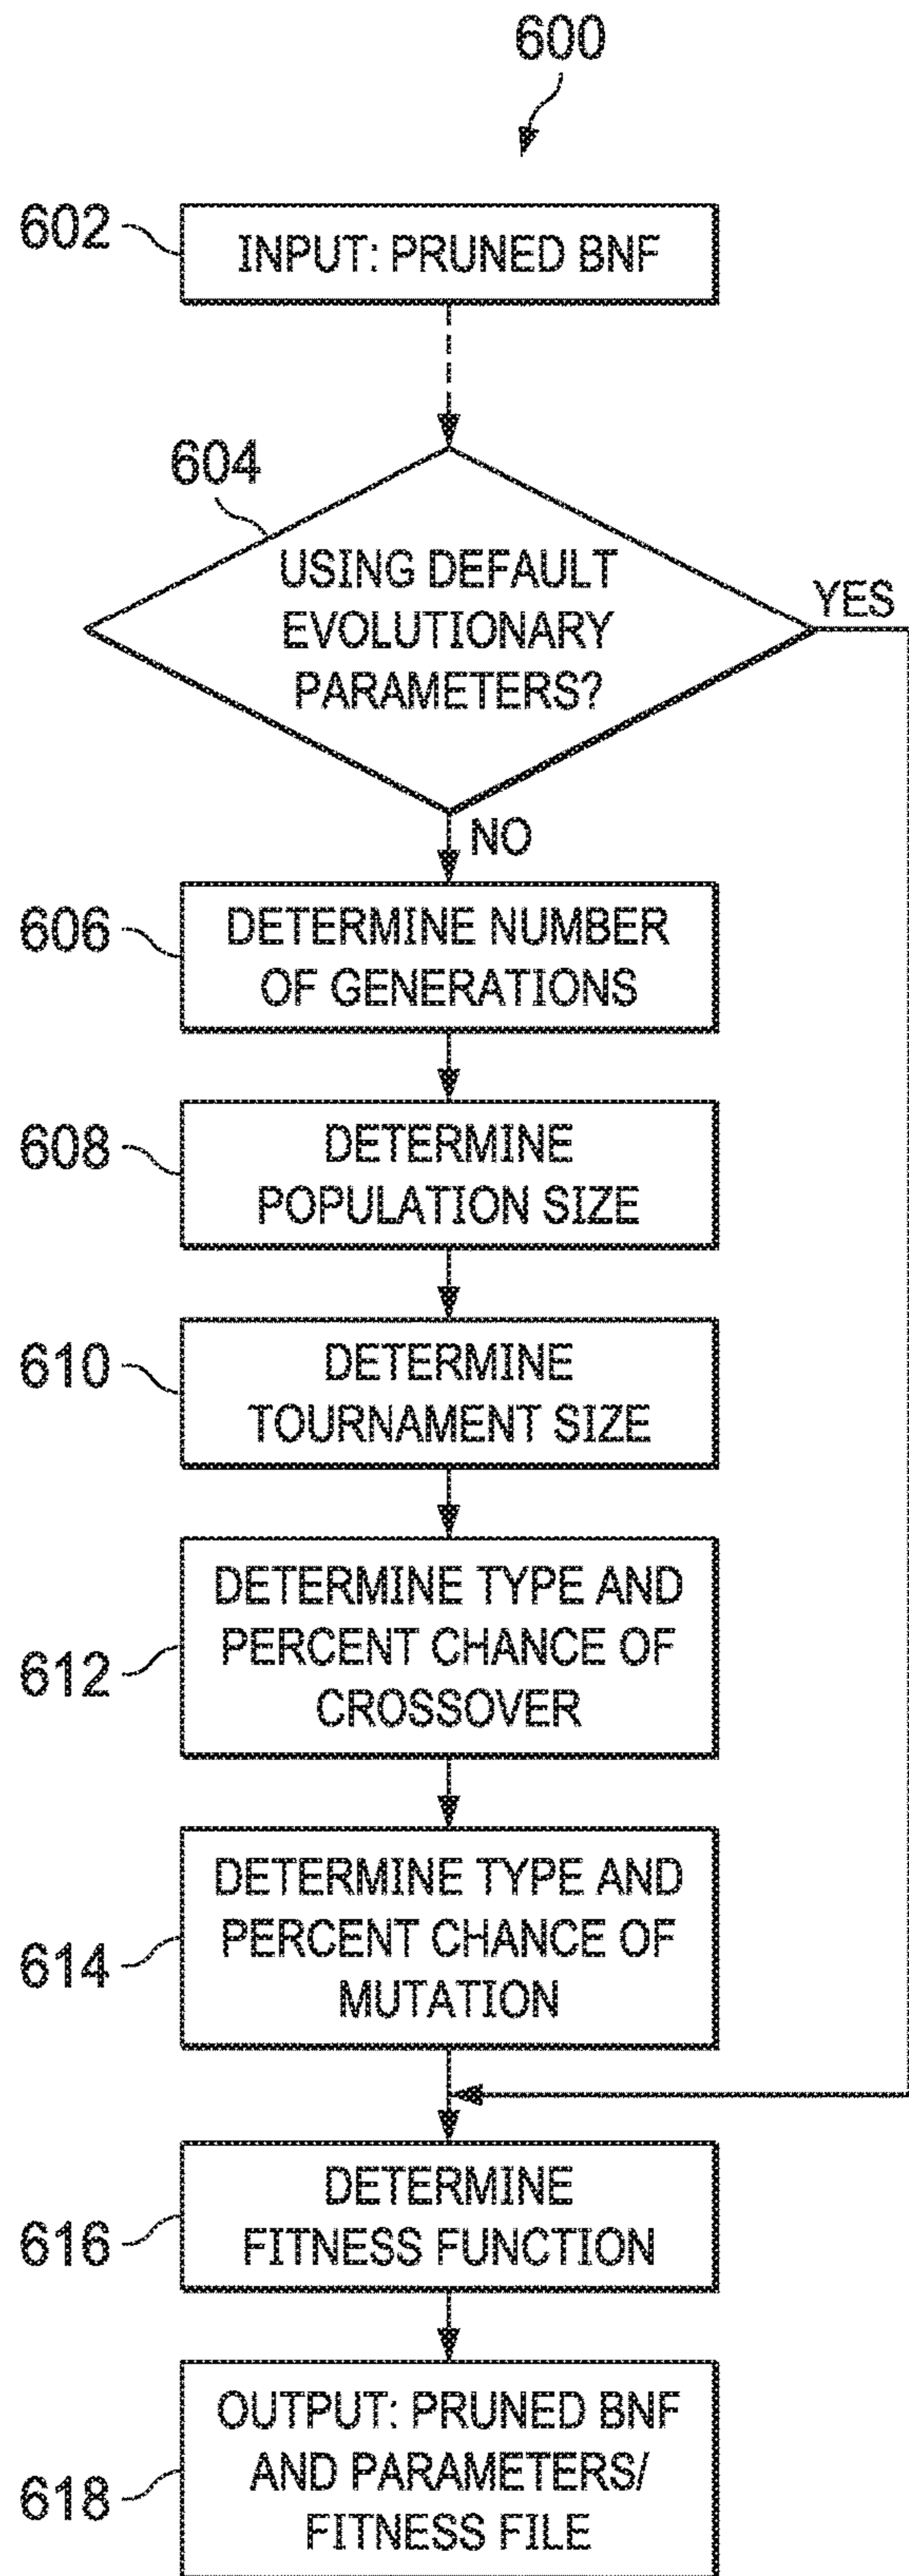 600
602
INPUT: PRUNED BNF
604
USING DEFAULT
EVOLUTIONARY
PARAMETERS?
YES
NO
606
DETERMINE NUMBER
OF GENERATIONS
608
DETERMINE
POPULATION SIZE
610
DETERMINE
TOURNAMENT SIZE
612
DETERMINE TYPE AND
PERCENT CHANCE OF
CROSSOVER
614
DETERMINE TYPE AND
PERCENT CHANCE OF
MUTATION
616
DETERMINE
FITNESS FUNCTION
618
OUTPUT: PRUNED BNF
AND PARAMETERS/
FITNESS FILE